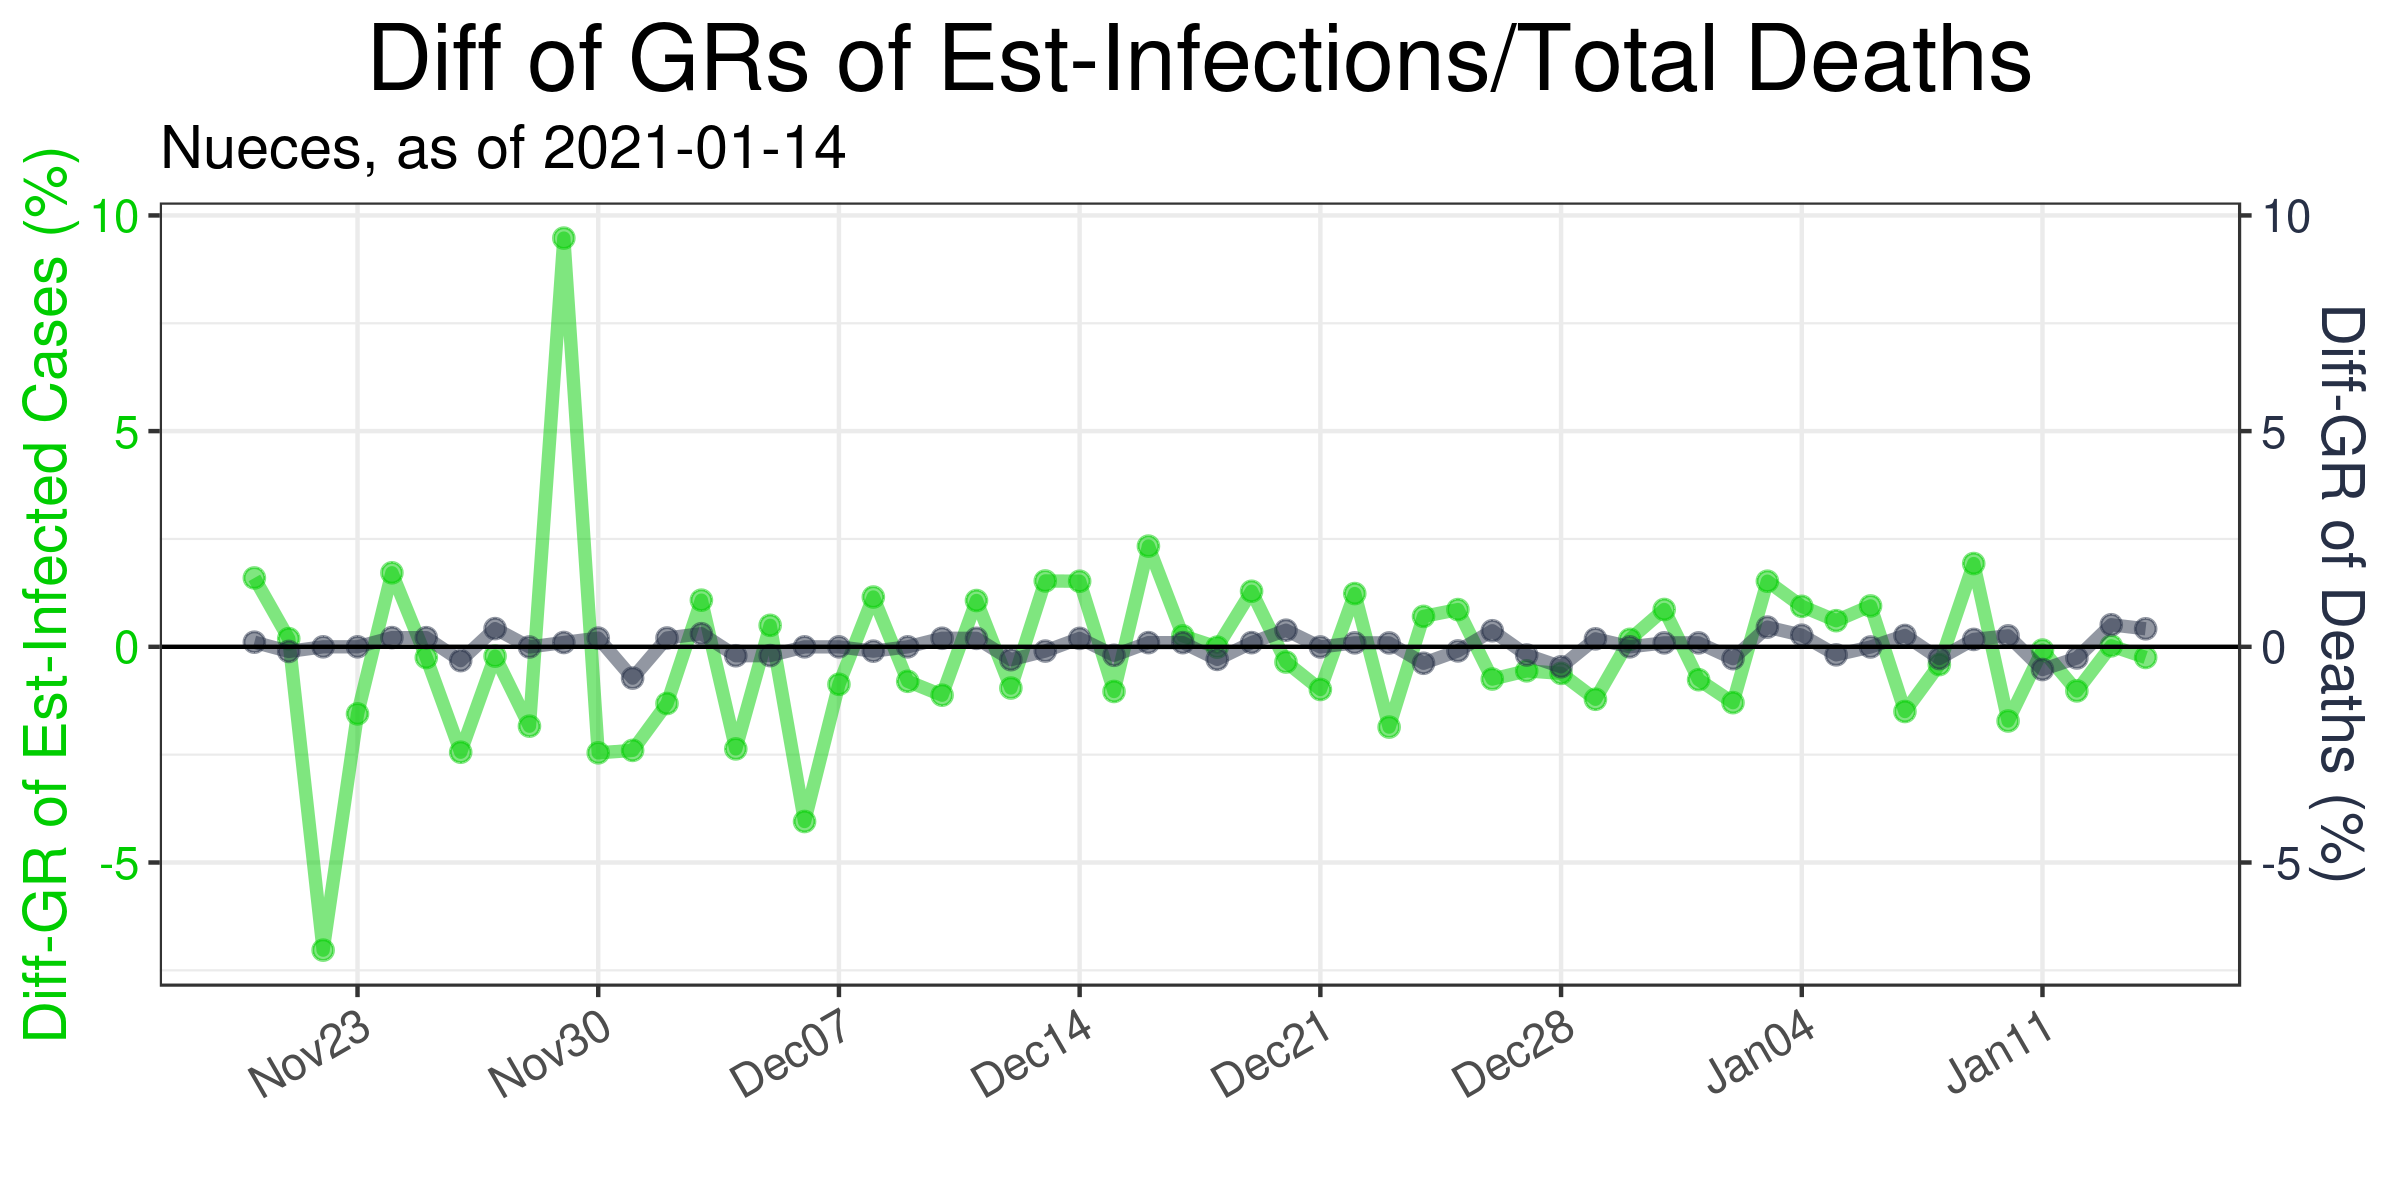 Diff of GRs of Est-Infections/Total Deaths
Nueces, as of 2021-01-14
Diff-GR of Est-Infected Cases (%)
10
5
0
-5
10
5
0
-5
Diff-GR of Deaths (%)
Nov23
Nov30
Dec07
Dec14
Dec21
Dec28
Jan04
Jan11